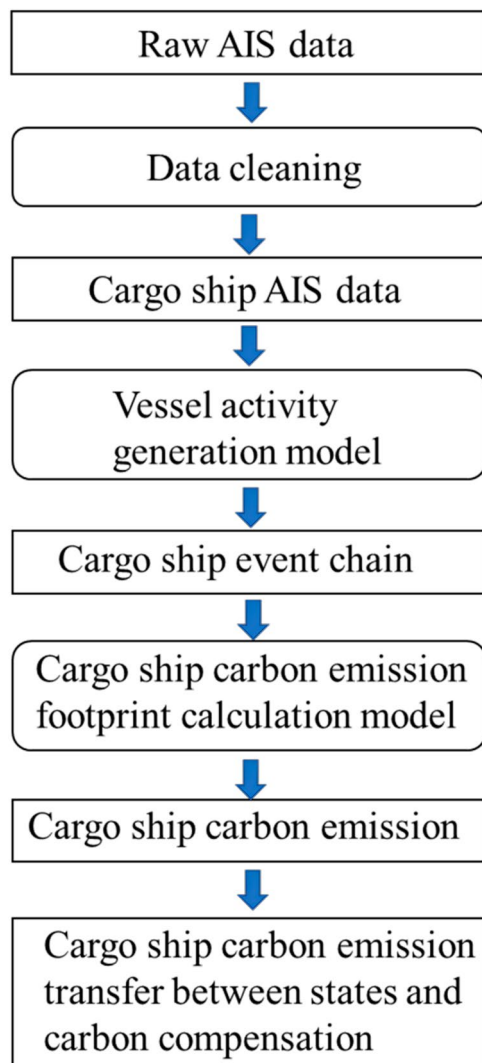 Raw AIS data
Data cleaning
Cargo ship AIS data
Vessel activity
generation model
Cargo ship event chain
Cargo ship carbon emission
footprint calculation model
Cargo ship carbon emission
Cargo ship carbon emission
transfer between states and
carbon compensation